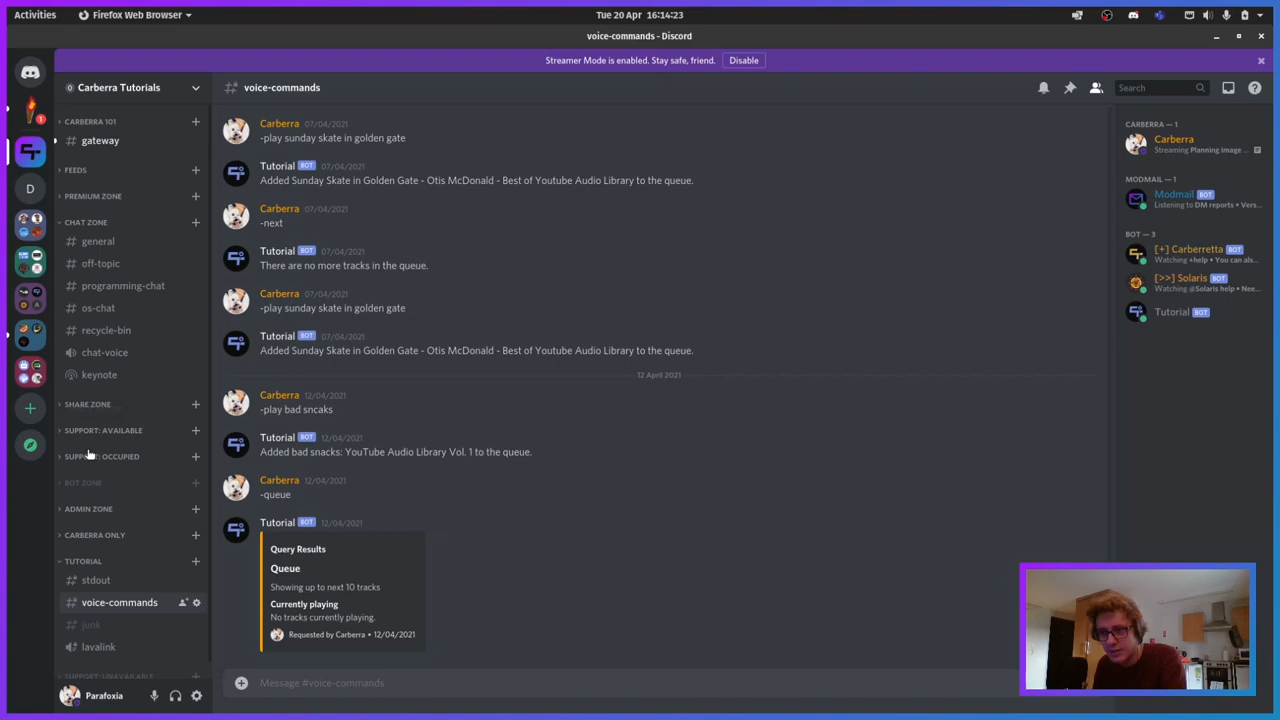 Activities
Firefox Web Browser
Tue 20 Apr 16:14:23
voice-commands - Discord
Streamer Mode is enabled. Stay safe, friend.
Disable
Carberra Tutorials
voice-commands
Search
CARBERRA 101
gateway
FEEDS
PREMIUM ZONE
CHAT ZONE
general
off-topic
programming-chat
os-chat
recycle-bin
chat-voice
keynote
SHARE ZONE
SUPPORT: AVAILABLE
SUPPORT: OCCUPIED
BOT ZONE
ADMIN ZONE
CARBERRA ONLY
TUTORIAL
stdout
voice-commands
junk
lavalink
SUPPORT: UNAVAILABLE
Parafoxia
D
1
Carberra 07/04/2021
-play sunday skate in golden gate
Tutorial BOT 07/04/2021
Added Sunday Skate in Golden Gate - Otis McDonald - Best of Youtube Audio Library to the queue.
Carberra 07/04/2021
-next
Tutorial BOT 07/04/2021
There are no more tracks in the queue.
Carberra 07/04/2021
-play sunday skate in golden gate
Tutorial BOT 07/04/2021
Added Sunday Skate in Golden Gate - Otis McDonald - Best of Youtube Audio Library to the queue.
12 April 2021
Carberra 12/04/2021
-play bad sncaks
Tutorial BOT 12/04/2021
Added bad snacks: YouTube Audio Library Vol. 1 to the queue.
Carberra 12/04/2021
-queue
Tutorial BOT 12/04/2021
Query Results
Queue
Showing up to next 10 tracks
Currently playing
No tracks currently playing.
Requested by Carberra • 12/04/2021
Message #voice-commands
CARBERRA — 1
Carberra
Streaming Planning image ...
MODMAIL — 1
Modmail BOT
Listening to DM reports • Vers...
BOT — 3
[+] Carberretta BOT
Watching +help • You can als...
[>>] Solaris BOT
Watching @Solaris help • Nee...
Tutorial BOT